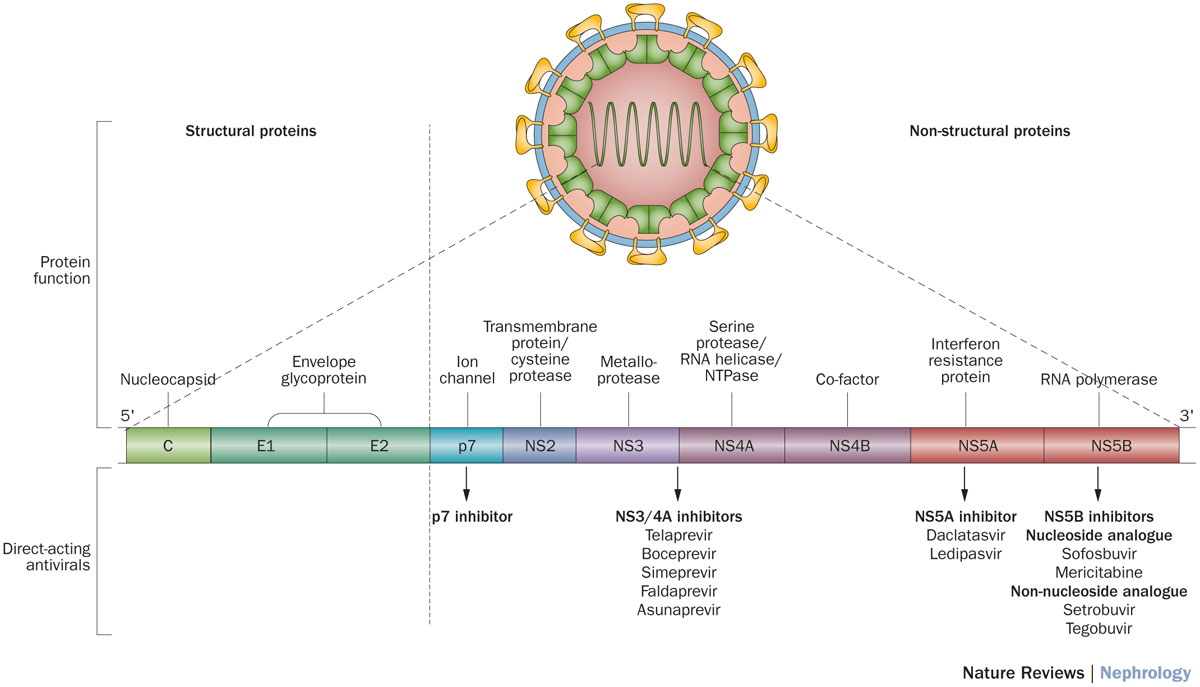 Structural proteins
Non-structural proteins
Protein
function
Nucleocapsid
Envelope
glycoprotein
Ion
channel
Transmembrane
protein/
cysteine
protease
Metallo-
protease
Serine
protease/
RNA helicase/
NTPase
Co-factor
Interferon
resistance
protein
RNA polymerase
5'
3'
C
E1
E2
p7
NS2
NS3
NS4A
NS4B
NS5A
NS5B
Direct-acting
antivirals
p7 inhibitor
NS3/4A inhibitors
Telaprevir
Boceprevir
Simeprevir
Faldaprevir
Asunaprevir
NS5A inhibitor
Daclatasvir
Ledipasvir
NS5B inhibitors
Nucleoside analogue
Sofosbuvir
Mericitabine
Non-nucleoside analogue
Setrobuvir
Tegobuvir
Nature Reviews | Nephrology